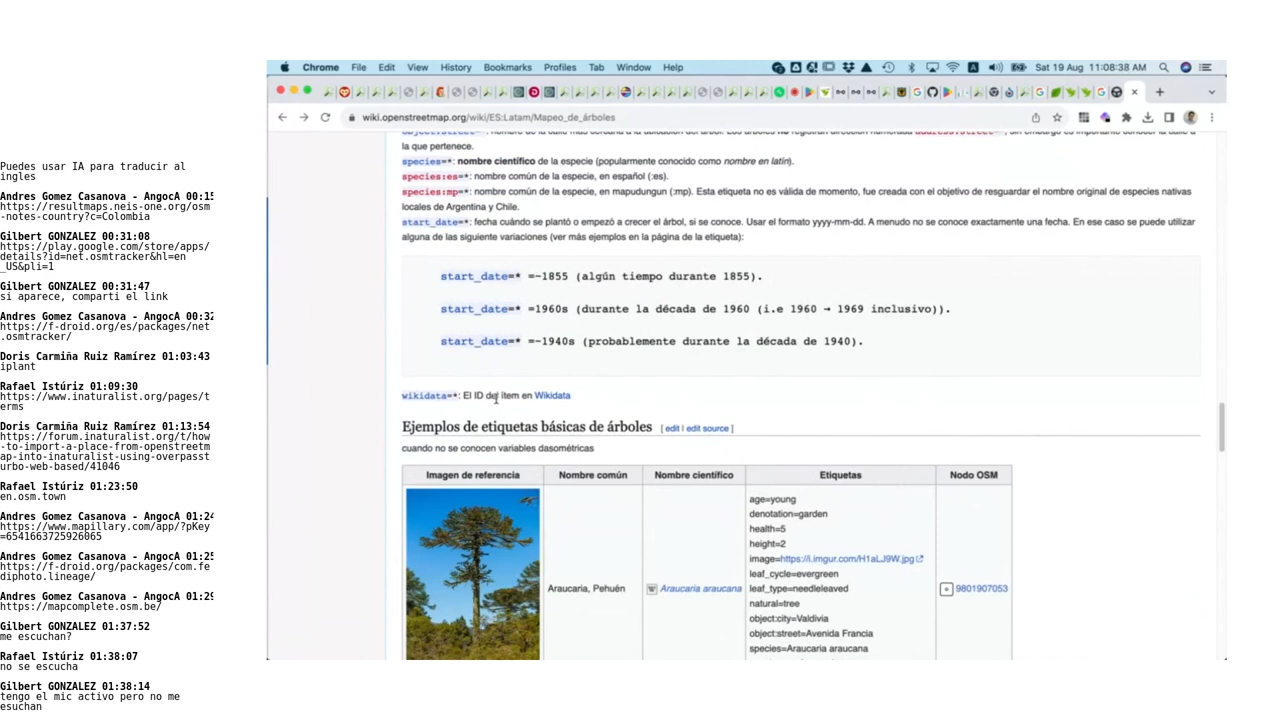 Puedes usar IA para traducir al
ingles
Andres Gomez Casanova - AngocA 00:15
https://resultmaps.neis-one.org/osm
-notes-country?c=Colombia
Gilbert GONZALEZ 00:31:08
https://play.google.com/store/apps/
details?id=net.osmtracker&hl=en
_US&pli=1
Gilbert GONZALEZ 00:31:47
si aparece, comparti el link
Andres Gomez Casanova - AngocA 00:32
https://f-droid.org/es/packages/net
.osmtracker/
Doris Carmiña Ruiz Ramírez 01:03:43
iplant
Rafael Istúriz 01:09:30
https://www.inaturalist.org/pages/t
erms
Doris Carmiña Ruiz Ramírez 01:13:54
https://forum.inaturalist.org/t/how
-to-import-a-place-from-openstreetm
ap-into-inaturalist-using-overpasst
urbo-web-based/41046
Rafael Istúriz 01:23:50
en.osm.town
Andres Gomez Casanova - AngocA 01:24
https://www.mapillary.com/app/?pKey
=6541663725926065
Andres Gomez Casanova - AngocA 01:25
https://f-droid.org/packages/com.fe
diphoto.lineage/
Andres Gomez Casanova - AngocA 01:29
https://mapcomplete.osm.be/
Gilbert GONZALEZ 01:37:52
me escuchan?
Rafael Istúriz 01:38:07
no se escucha
Gilbert GONZALEZ 01:38:14
tengo el mic activo pero no me
esuchan
Chrome File Edit View History Bookmarks Profiles Tab Window Help Sat 19 Aug 11:08:38 AM
wiki.openstreetmap.org/wiki/ES:Latam/Mapeo_de_árboles
la que pertenece.
species=*: nombre científico de la especie (popularmente conocido como nombre en latín).
species:es=*: nombre común de la especie, en español (:es).
species:mp=*: nombre común de la especie, en mapudungun (:mp). Esta etiqueta no es válida de momento, fue creada con el objetivo de resguardar el nombre original de especies nativas
locales de Argentina y Chile.
start_date=*: fecha cuándo se plantó o empezó a crecer el árbol, si se conoce. Usar el formato yyyy-mm-dd. A menudo no se conoce exactamente una fecha. En ese caso se puede utilizar
alguna de las siguiente variaciones (ver más ejemplos en la página de la etiqueta):
start_date=* =~1855 (algún tiempo durante 1855).
start_date=* =1960s (durante la década de 1960 (i.e 1960 → 1969 inclusivo)).
start_date=* =~1940s (probablemente durante la década de 1940).
wikidata=*: El ID del ítem en Wikidata
Ejemplos de etiquetas básicas de árboles [ edit | edit source ]
cuando no se conocen variables dasométricas
Imagen de referencia Nombre común Nombre científico Etiquetas Nodo OSM
age=young
denotation=garden
health=5
height=2
image=https://i.imgur.com/H1aLJ9W.jpg
leaf_cycle=evergreen
Araucaria, Pehuén Araucaria araucana leaf_type=needleleaved 9801907053
natural=tree
object:city=Valdivia
object:street=Avenida Francia
species=Araucaria araucana